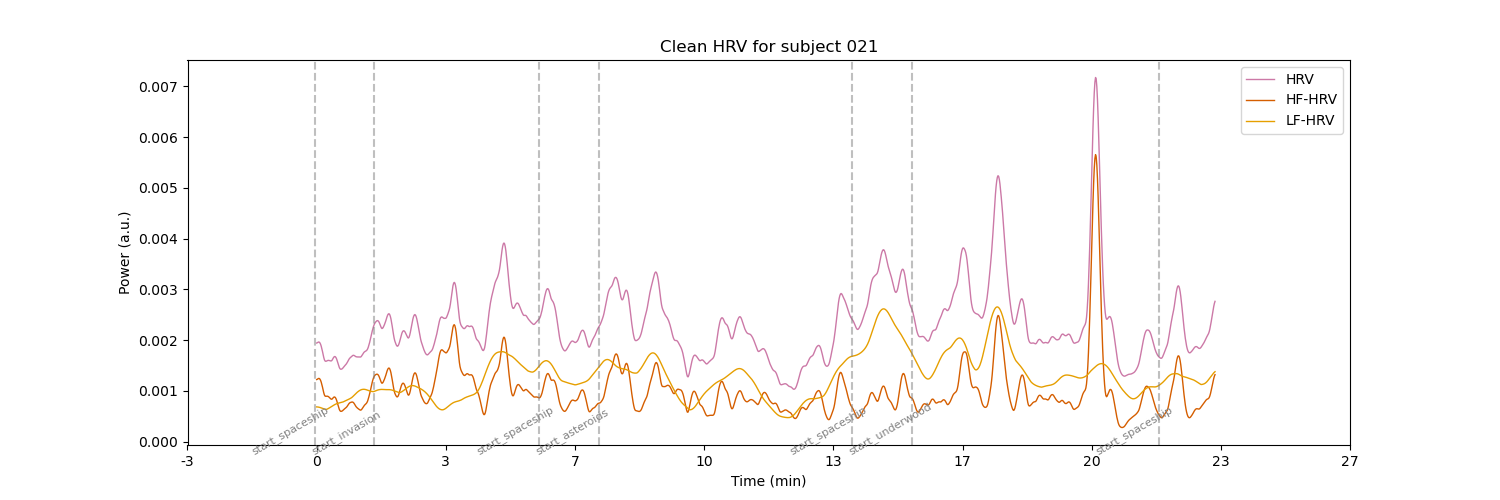 Clean HRV for subject 021
HRV
HF-HRV
LF-HRV
Power (a.u.)
0.007
0.006
0.005
0.004
0.003
0.002
0.001
0.000
start_spaceship
start_invasion
start_spaceship
start_asteroids
start_spaceship
start_underwood
start_spaceship
-3
0
3
7
10
13
17
20
23
27
Time (min)